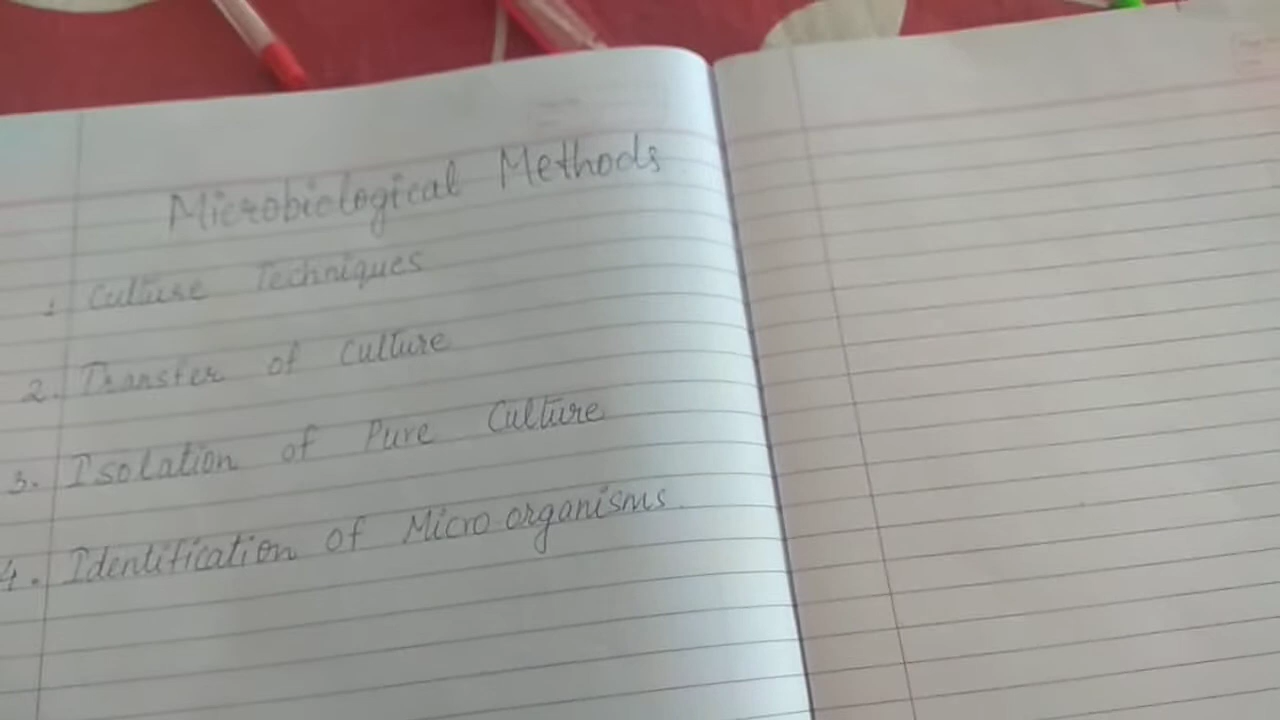 Microbiological Methods
1. Culture Techniques
2. Transfer of Culture
3. Isolation of Pure Culture
4. Identification of Micro organisms.